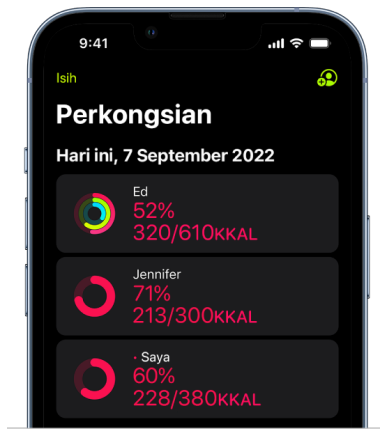 9:41
Isih
Perkongsian
Hari ini, 7 September 2022
Ed
52%
320/610KKAL
Jennifer
71%
213/300KKAL
· Saya
60%
228/380KKAL